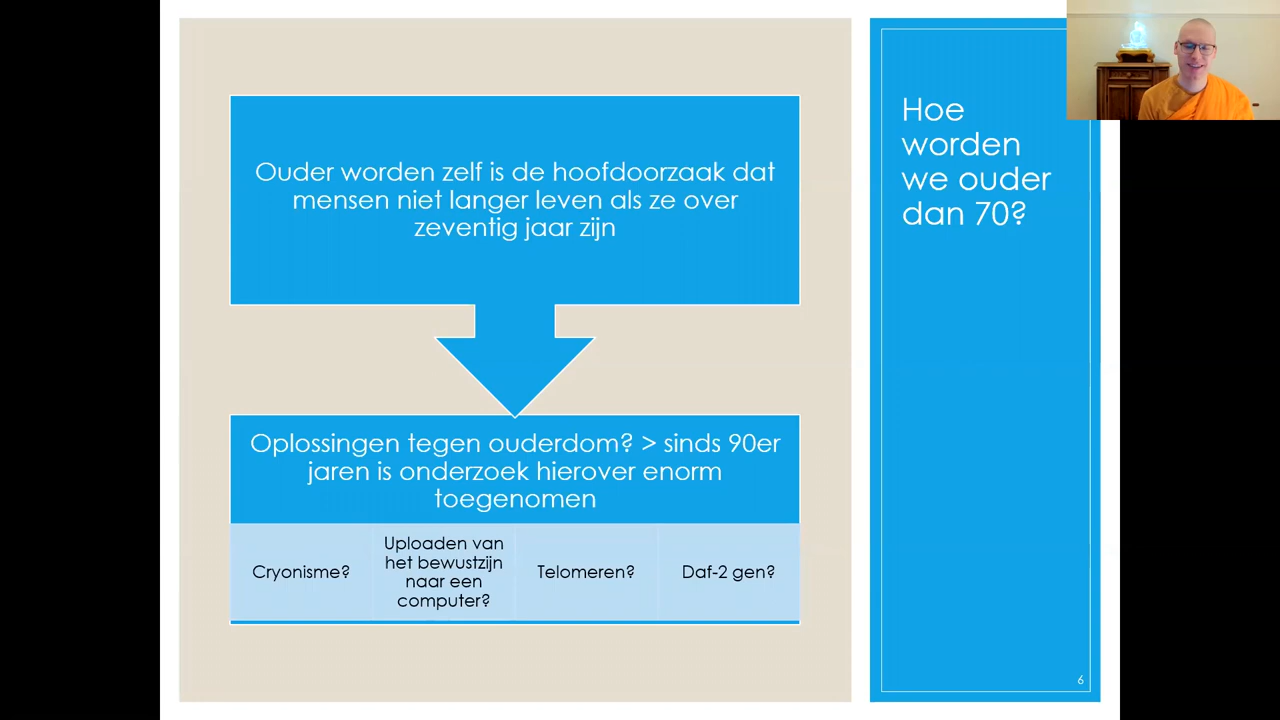 Hoe
worden
we ouder
dan 70?
Ouder worden zelf is de hoofdoorzaak dat
mensen niet langer leven als ze over
zeventig jaar zijn
Oplossingen tegen ouderdom? > sinds 90er
jaren is onderzoek hierover enorm
toegenomen
Cryonisme?
Uploaden van
het bewustzijn
naar een
computer?
Telomeren?
Daf-2 gen?
6